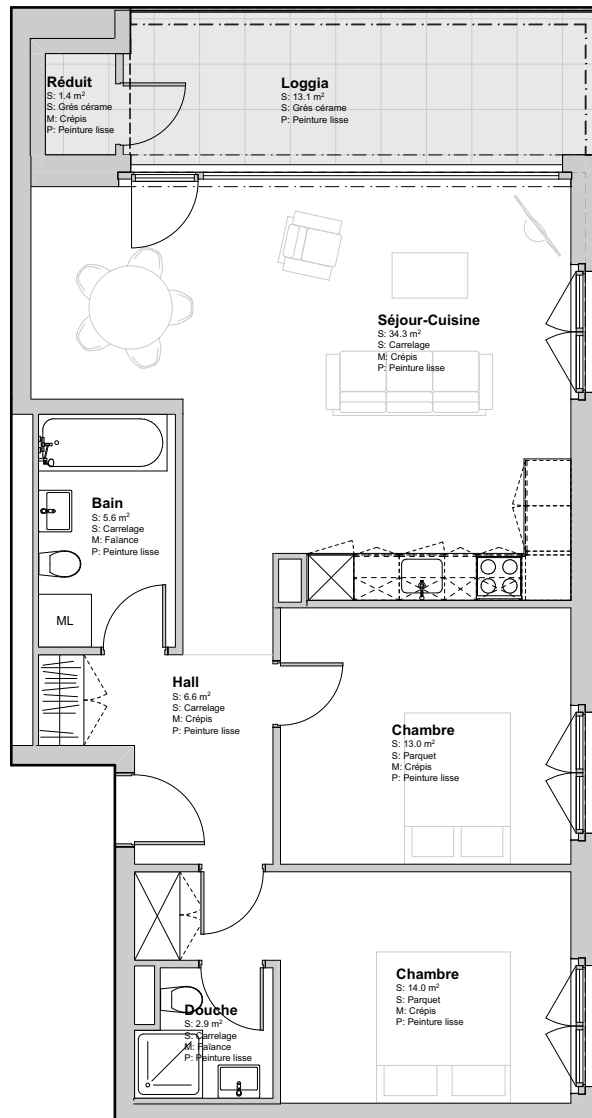 Réduit
S: 1.4 m²
S: Grés cérame
M: Crépis
P: Peinture lisse
Loggia
S: 13.1 m²
S: Grès cérame
P: Peinture lisse
Séjour-Cuisine
S: 34.3 m²
S: Carrelage
M: Crépis
P: Peinture lisse
Bain
S: 5.6 m²
S: Carrelage
M: Faïance
P: Peinture lisse
ML
Hall
S: 6.6 m²
S: Carrelage
M: Crépis
P: Peinture lisse
Chambre
S: 13.0 m²
S: Parquet
M: Crépis
P: Peinture lisse
Chambre
S: 14.0 m²
S: Parquet
M: Crépis
P: Peinture lisse
Douche
S: 2.9 m²
S: Carrelage
M: Faïance
P: Peinture lisse